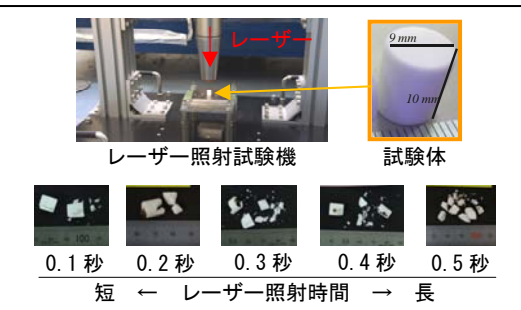 レーザー
9 mm
10 mm
レーザー照射試験機
試験体
0.1秒 0.2秒 0.3秒 0.4秒 0.5秒
短 ← レーザー照射時間 → 長